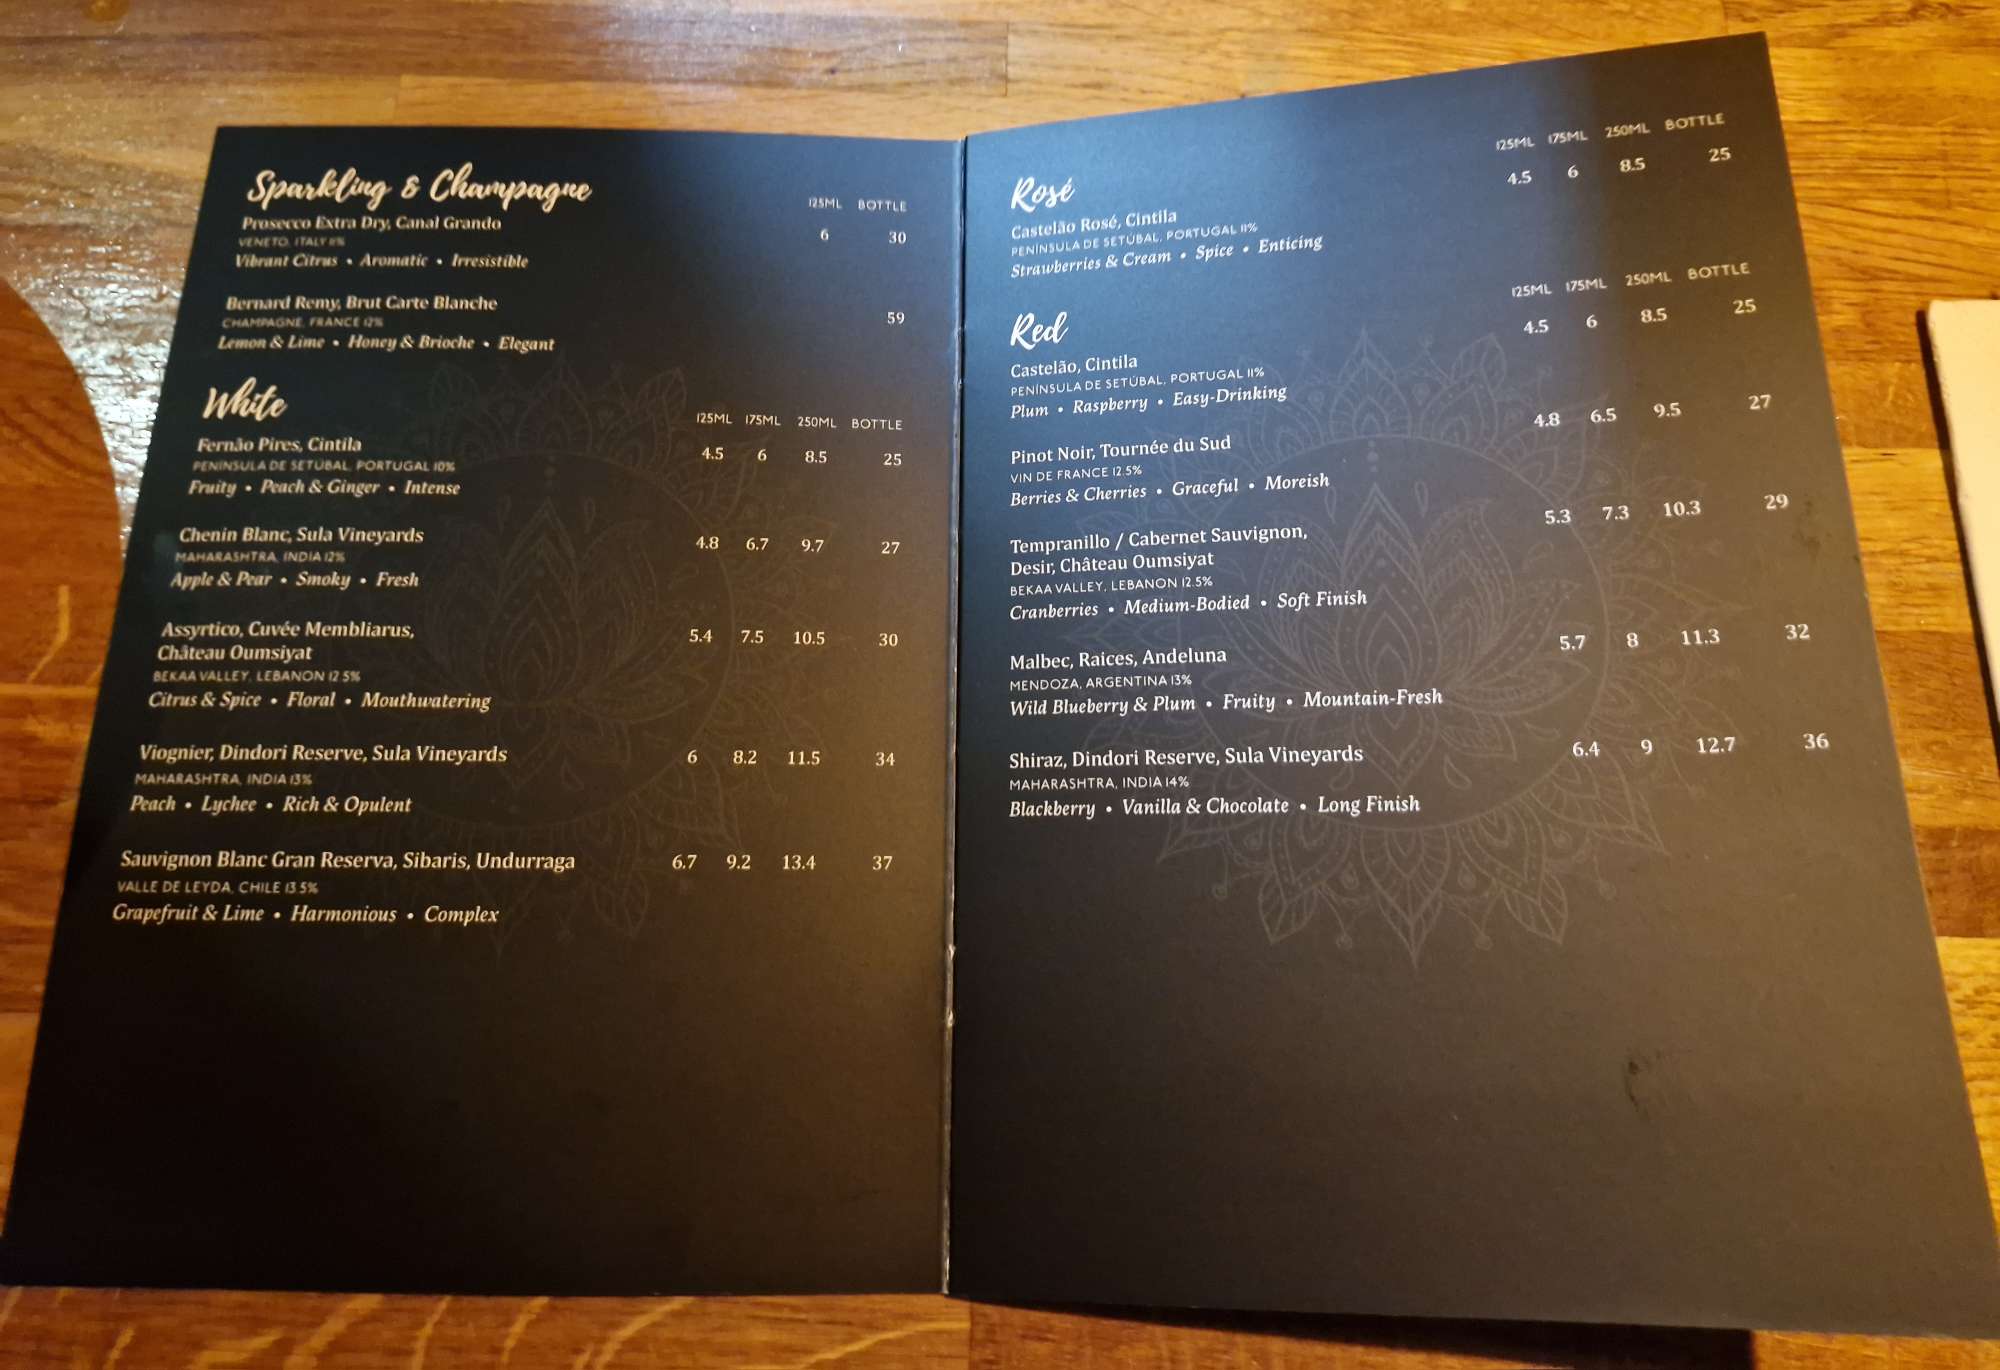 Sparkling & Champagne
125ML BOTTLE
Prosecco Extra Dry, Canal Grando 6 30
VENETO, ITALY 11%
Vibrant Citrus • Aromatic • Irresistible
Bernard Remy, Brut Carte Blanche 59
CHAMPAGNE, FRANCE 12%
Lemon & Lime • Honey & Brioche • Elegant
White
125ML 175ML 250ML BOTTLE
Fernão Pires, Cintila 4.5 6 8.5 25
PENÍNSULA DE SETÚBAL, PORTUGAL 10%
Fruity • Peach & Ginger • Intense
Chenin Blanc, Sula Vineyards 4.8 6.7 9.7 27
MAHARASHTRA, INDIA 12%
Apple & Pear • Smoky • Fresh
Assyrtico, Cuvée Membliarus, 5.4 7.5 10.5 30
Château Oumsiyat
BEKAA VALLEY, LEBANON 12.5%
Citrus & Spice • Floral • Mouthwatering
Viognier, Dindori Reserve, Sula Vineyards 6 8.2 11.5 34
MAHARASHTRA, INDIA 13%
Peach • Lychee • Rich & Opulent
Sauvignon Blanc Gran Reserva, Sibaris, Undurraga 6.7 9.2 13.4 37
VALLE DE LEYDA, CHILE 13.5%
Grapefruit & Lime • Harmonious • Complex
Rosé
125ML 175ML 250ML BOTTLE
Castelão Rosé, Cintila 4.5 6 8.5 25
PENÍNSULA DE SETÚBAL, PORTUGAL 11%
Strawberries & Cream • Spice • Enticing
Red
125ML 175ML 250ML BOTTLE
Castelão, Cintila 4.5 6 8.5 25
PENÍNSULA DE SETÚBAL, PORTUGAL 11%
Plum • Raspberry • Easy-Drinking
Pinot Noir, Tournée du Sud 4.8 6.5 9.5 27
VIN DE FRANCE 12.5%
Berries & Cherries • Graceful • Moreish
Tempranillo / Cabernet Sauvignon, 5.3 7.3 10.3 29
Desir, Château Oumsiyat
BEKAA VALLEY, LEBANON 12.5%
Cranberries • Medium-Bodied • Soft Finish
Malbec, Raices, Andeluna 5.7 8 11.3 32
MENDOZA, ARGENTINA 13%
Wild Blueberry & Plum • Fruity • Mountain-Fresh
Shiraz, Dindori Reserve, Sula Vineyards 6.4 9 12.7 36
MAHARASHTRA, INDIA 14%
Blackberry • Vanilla & Chocolate • Long Finish